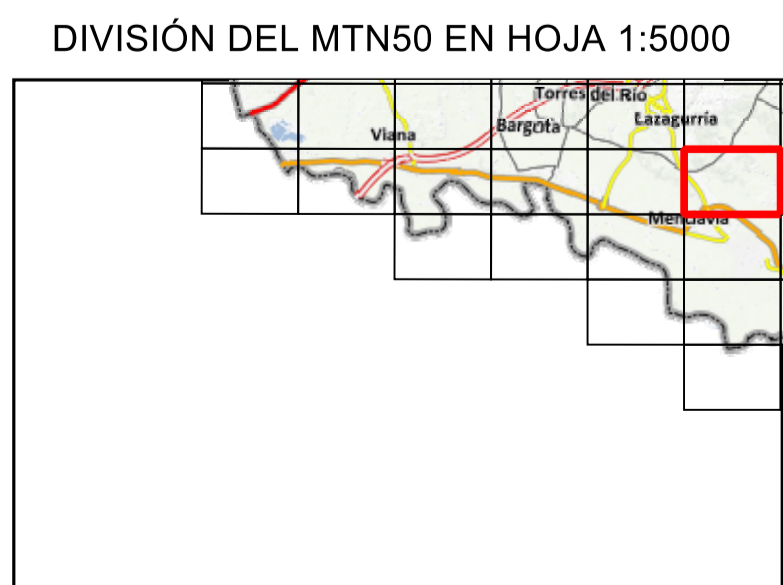 DIVISIÓN DEL MTN50 EN HOJA 1:5000
Torres del Río
Lazagurría
Bargota
Viana
Mendavia